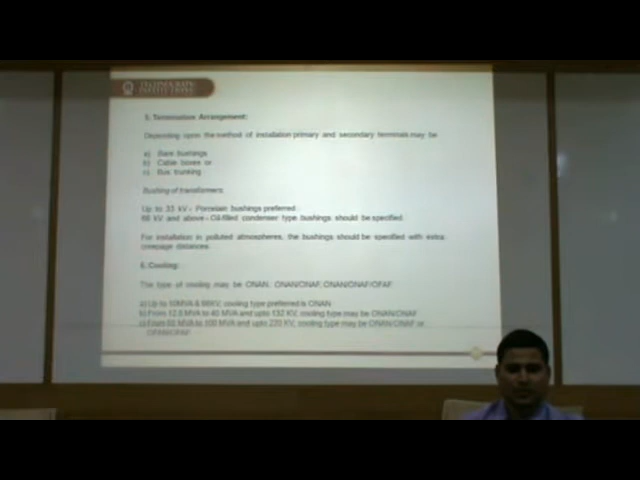 5. Termination Arrangement:
Depending upon the method of installation primary and secondary terminals may be
a) Bare bushings
b) Cable boxes or
c) Bus trunking
Bushing of transformers:
Up to 33 kV - Porcelain bushings preferred
66 kV and above - Oil-filled condenser type bushings should be specified.
For installation in polluted atmospheres, the bushings should be specified with extra
creepage distances.
6. Cooling:
The type of cooling may be ONAN, ONAN/ONAF, ONAN/ONAF/OFAF
a) Up to 10MVA & 66KV, cooling type preferred is ONAN
b) From 12.5 MVA to 40 MVA and upto 132 KV, cooling type may be ONAN/ONAF
c) From 50 MVA to 100 MVA and upto 220 KV, cooling type may be ONAN/ONAF or
OFAN/OFAF